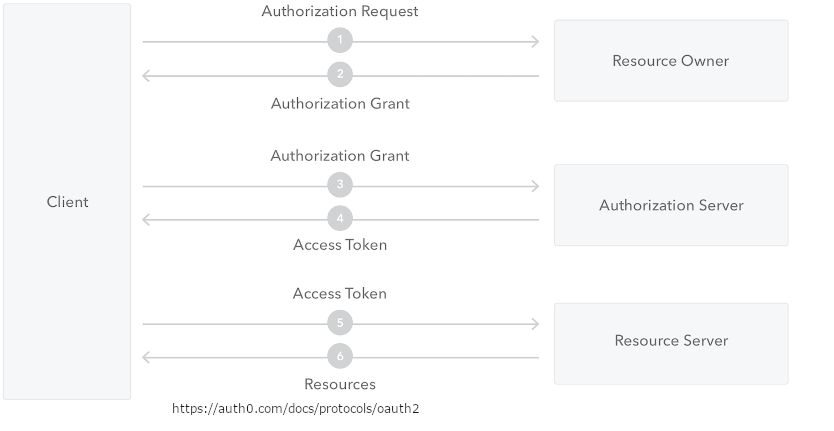 Authorization Request
1
Resource Owner
2
Authorization Grant
Authorization Grant
3
Client
Authorization Server
4
Access Token
Access Token
5
Resource Server
6
Resources
https://auth0.com/docs/protocols/oauth2